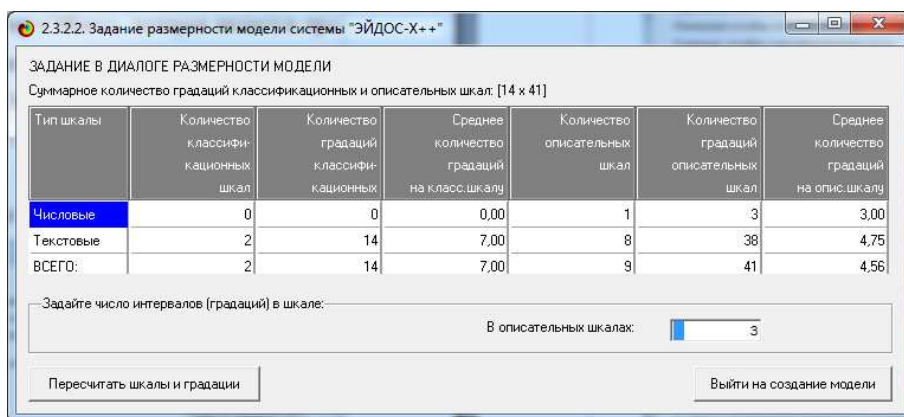 2.3.2.2. Задание размерности модели системы "ЭЙДОС-X++"
ЗАДАНИЕ В ДИАЛОГЕ РАЗМЕРНОСТИ МОДЕЛИ
Суммарное количество градаций классификационных и описательных шкал: [14 x 41]
Тип шкалы Количество классифи- кационных шкал Количество градаций классифи- кационных Среднее количество градаций на класс.шкалу Количество описательных шкал Количество градаций описательных шкал Среднее количество градаций на опис.шкалу
Числовые 0 0 0,00 1 3 3,00
Текстовые 2 14 7,00 8 38 4,75
ВСЕГО: 2 14 7,00 9 41 4,56
Задайте число интервалов (градаций) в шкале:
В описательных шкалах: 3
Пересчитать шкалы и градации Выйти на создание модели